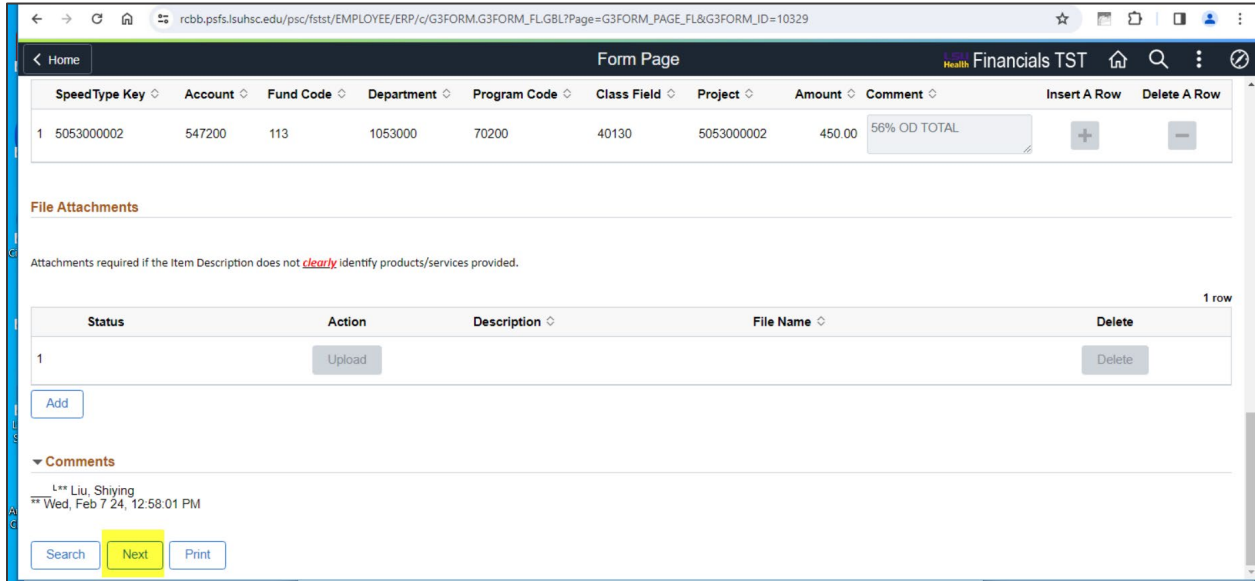 rcbb.psfs.lsuhsc.edu/psc/fstst/EMPLOYEE/ERP/c/G3FORM.G3FORM_FL.GBL?Page=G3FORM_PAGE_FL&G3FORM_ID=10329
Home Form Page LSU Health Financials TST
SpeedType Key Account Fund Code Department Program Code Class Field Project Amount Comment Insert A Row Delete A Row
1 5053000002 547200 113 1053000 70200 40130 5053000002 450.00 56% OD TOTAL + −
File Attachments
Attachments required if the Item Description does not clearly identify products/services provided.
1 row
Status Action Description File Name Delete
1 Upload Delete
Add
Comments
___L** Liu, Shiying
** Wed, Feb 7 24, 12:58:01 PM
Search Next Print